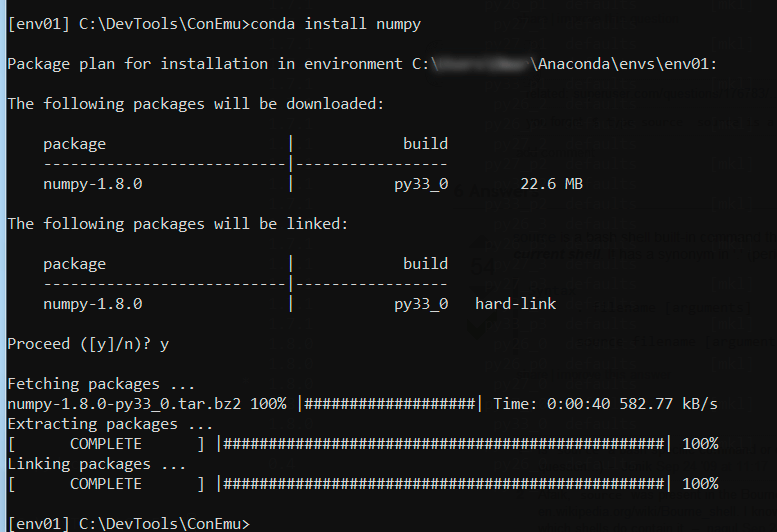 [env01] C:\DevTools\ConEmu>conda install numpy
Package plan for installation in environment C:\ \Anaconda\envs\env01:
The following packages will be downloaded:
package | build
---------------------------|-----------------
numpy-1.8.0 | py33_0 22.6 MB
The following packages will be linked:
package | build
---------------------------|-----------------
numpy-1.8.0 | py33_0 hard-link
Proceed ([y]/n)? y
Fetching packages ...
numpy-1.8.0-py33_0.tar.bz2 100% |###################| Time: 0:00:40 582.77 kB/s
Extracting packages ...
[ COMPLETE ] |#################################################| 100%
Linking packages ...
[ COMPLETE ] |#################################################| 100%
[env01] C:\DevTools\ConEmu>